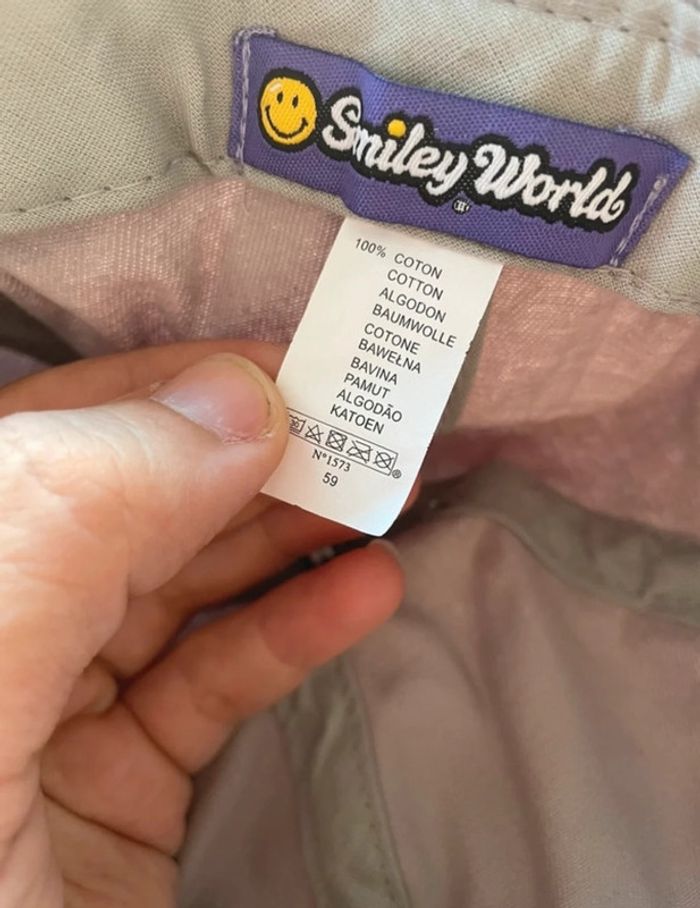 Smiley World
100% COTON
COTTON
ALGODON
BAUMWOLLE
COTONE
BAWEŁNA
BAVINA
PAMUT
ALGODÃO
KATOEN
N°1573
59